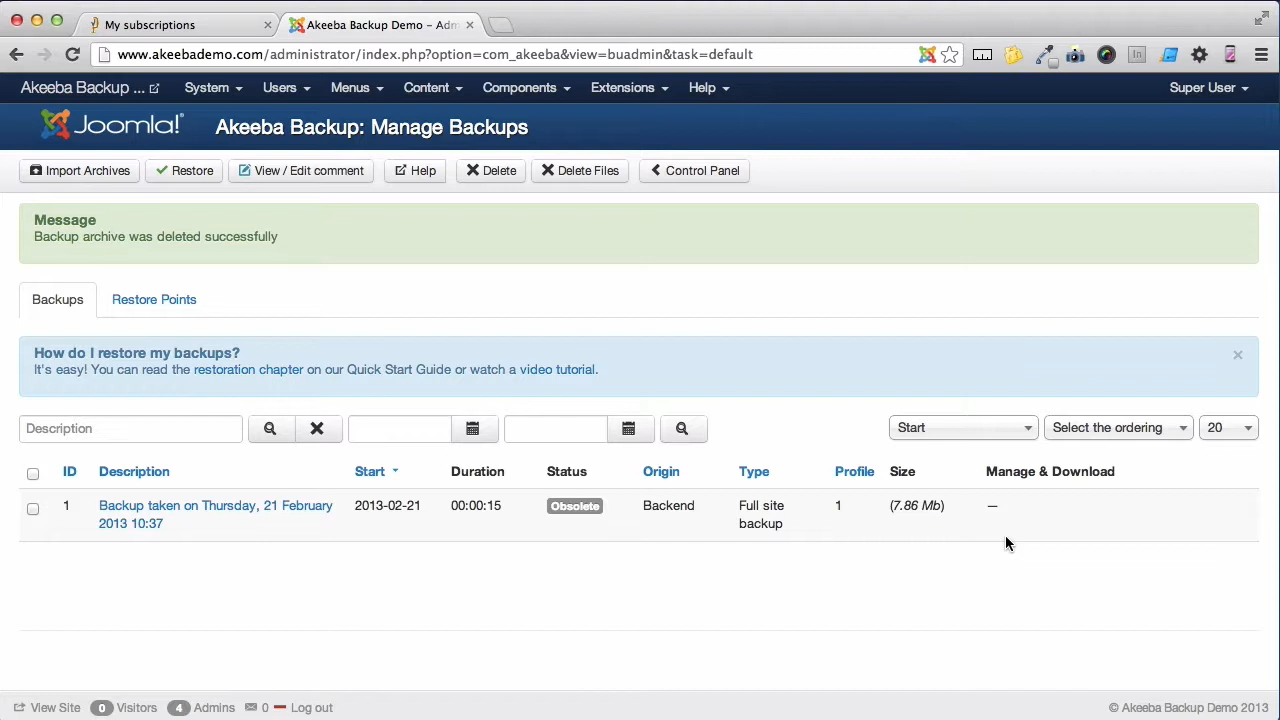 My subscriptions
Akeeba Backup Demo – Adm
www.akeebademo.com/administrator/index.php?option=com_akeeba&view=buadmin&task=default
Akeeba Backup ... System Users Menus Content Components Extensions Help Super User
Joomla!® Akeeba Backup: Manage Backups
Import Archives Restore View / Edit comment Help Delete Delete Files Control Panel
Message
Backup archive was deleted successfully
Backups Restore Points
How do I restore my backups? ×
It's easy! You can read the restoration chapter on our Quick Start Guide or watch a video tutorial.
Description Start Select the ordering 20
ID Description Start Duration Status Origin Type Profile Size Manage & Download
1 Backup taken on Thursday, 21 February 2013-02-21 00:00:15 Obsolete Backend Full site 1 (7.86 Mb) —
2013 10:37 backup
View Site 0 Visitors 4 Admins 0 Log out © Akeeba Backup Demo 2013